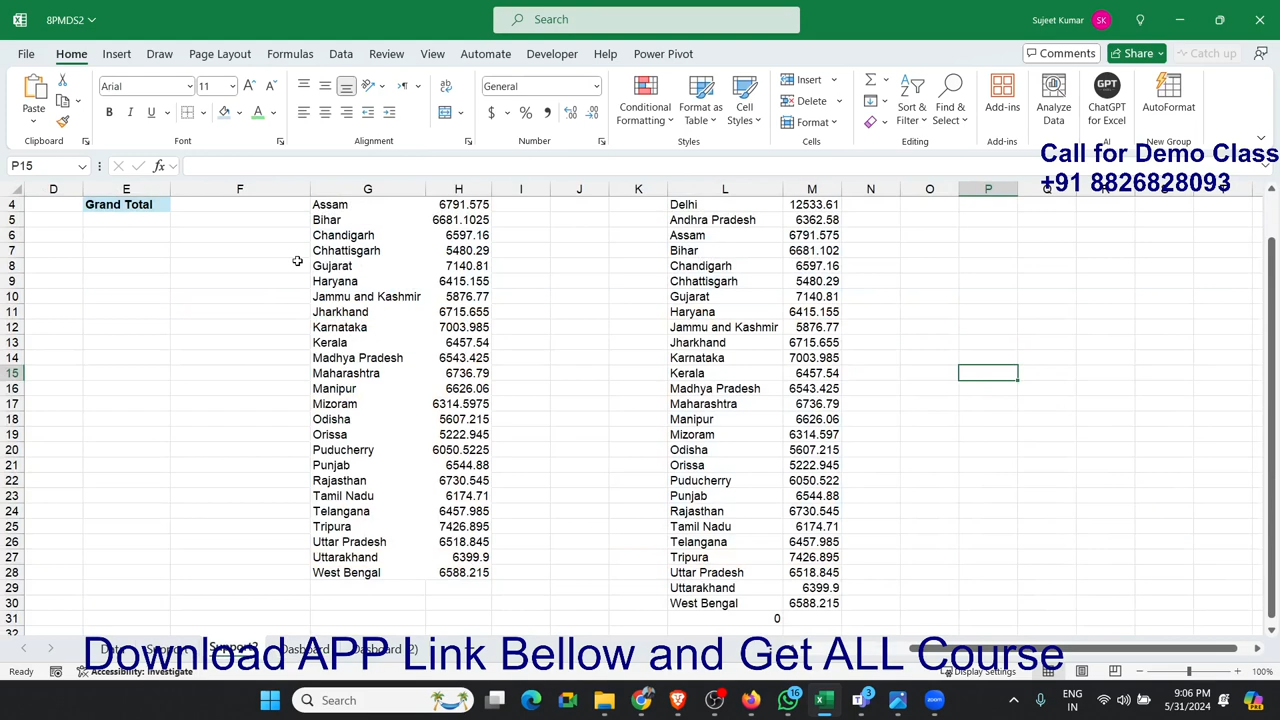 8PMDS2
Search
Sujeet Kumar
SK
File Home Insert Draw Page Layout Formulas Data Review View Automate Developer Help Power Pivot
Comments Share Catch up
Paste
Arial 11
B I U
General
$ %
Conditional Formatting
Format as Table
Cell Styles
Insert
Delete
Format
Sort & Filter
Find & Select
Add-ins
Analyze Data
GPT
ChatGPT for Excel
AutoFormat
Clipboard Font Alignment Number Styles Cells Editing Add-ins AI New Group
Call for Demo Class
+91 8826828093
P15 fx
D E F G H I J K L M N O P
4 Grand Total Assam 6791.575 Delhi 12533.61
5 Bihar 6681.1025 Andhra Pradesh 6362.58
6 Chandigarh 6597.16 Assam 6791.575
7 Chhattisgarh 5480.29 Bihar 6681.102
8 Gujarat 7140.81 Chandigarh 6597.16
9 Haryana 6415.155 Chhattisgarh 5480.29
10 Jammu and Kashmir 5876.77 Gujarat 7140.81
11 Jharkhand 6715.655 Haryana 6415.155
12 Karnataka 7003.985 Jammu and Kashmir 5876.77
13 Kerala 6457.54 Jharkhand 6715.655
14 Madhya Pradesh 6543.425 Karnataka 7003.985
15 Maharashtra 6736.79 Kerala 6457.54
16 Manipur 6626.06 Madhya Pradesh 6543.425
17 Mizoram 6314.5975 Maharashtra 6736.79
18 Odisha 5607.215 Manipur 6626.06
19 Orissa 5222.945 Mizoram 6314.597
20 Puducherry 6050.5225 Odisha 5607.215
21 Punjab 6544.88 Orissa 5222.945
22 Rajasthan 6730.545 Puducherry 6050.522
23 Tamil Nadu 6174.71 Punjab 6544.88
24 Telangana 6457.985 Rajasthan 6730.545
25 Tripura 7426.895 Tamil Nadu 6174.71
26 Uttar Pradesh 6518.845 Telangana 6457.985
27 Uttarakhand 6399.9 Tripura 7426.895
28 West Bengal 6588.215 Uttar Pradesh 6518.845
29 Uttarakhand 6399.9
30 West Bengal 6588.215
31 0
32
Download APP Link Bellow and Get ALL Course
Ready Accessibility: Investigate Display Settings 100%
Search
16
3
zoom
ENG
IN
9:06 PM
5/31/2024